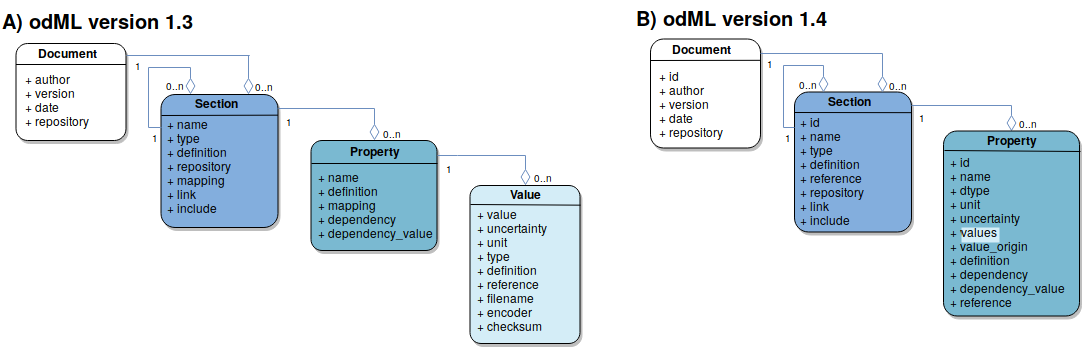 A) odML version 1.3
Document
+ author
+ version
+ date
+ repository
1
0..n
0..n
1
Section
+ name
+ type
+ definition
+ repository
+ mapping
+ link
+ include
1
0..n
Property
+ name
+ definition
+ mapping
+ dependency
+ dependency_value
1
0..n
Value
+ value
+ uncertainty
+ unit
+ type
+ definition
+ reference
+ filename
+ encoder
+ checksum
B) odML version 1.4
Document
+ id
+ author
+ version
+ date
+ repository
1
0..n
0..n
1
Section
+ id
+ name
+ type
+ definition
+ reference
+ repository
+ link
+ include
1
0..n
Property
+ id
+ name
+ dtype
+ unit
+ uncertainty
+ values
+ value_origin
+ definition
+ dependency
+ dependency_value
+ reference